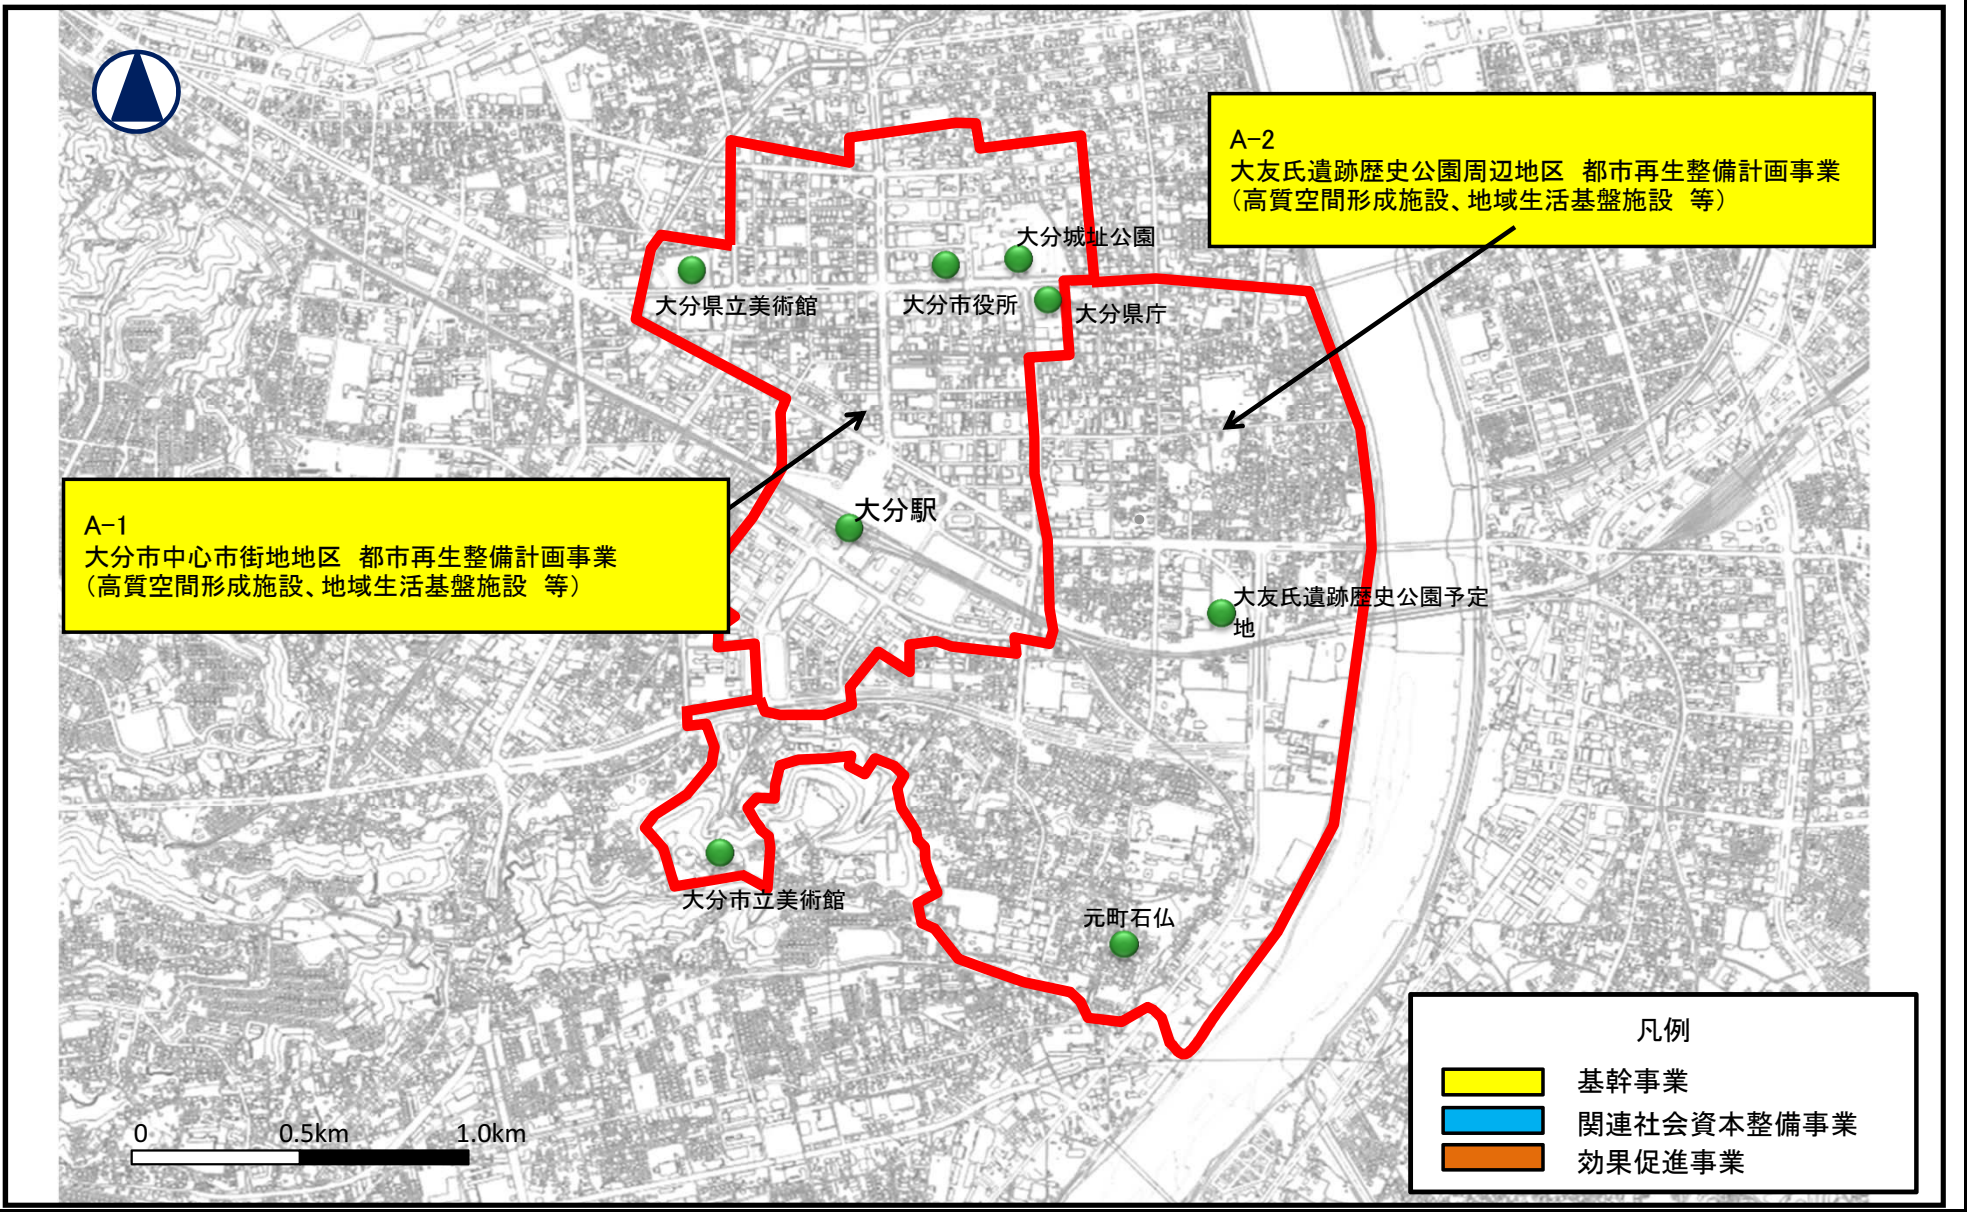 A-2
大友氏遺跡歴史公園周辺地区 都市再生整備計画事業
(高質空間形成施設、地域生活基盤施設 等)
大分城址公園
大分県立美術館
大分市役所
大分県庁
A-1
大分市中心市街地地区 都市再生整備計画事業
(高質空間形成施設、地域生活基盤施設 等)
大分駅
大友氏遺跡歴史公園予定
地
大分市立美術館
元町石仏
凡例
基幹事業
関連社会資本整備事業
効果促進事業
0 0.5km 1.0km